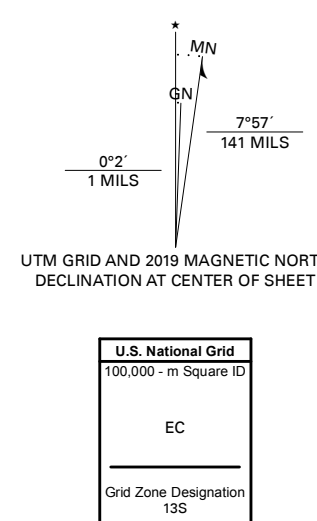 ★
MN
GN
7°57´
141 MILS
0°2´
1 MILS
UTM GRID AND 2019 MAGNETIC NORT
DECLINATION AT CENTER OF SHEET
U.S. National Grid
100,000 - m Square ID
EC
Grid Zone Designation
13S